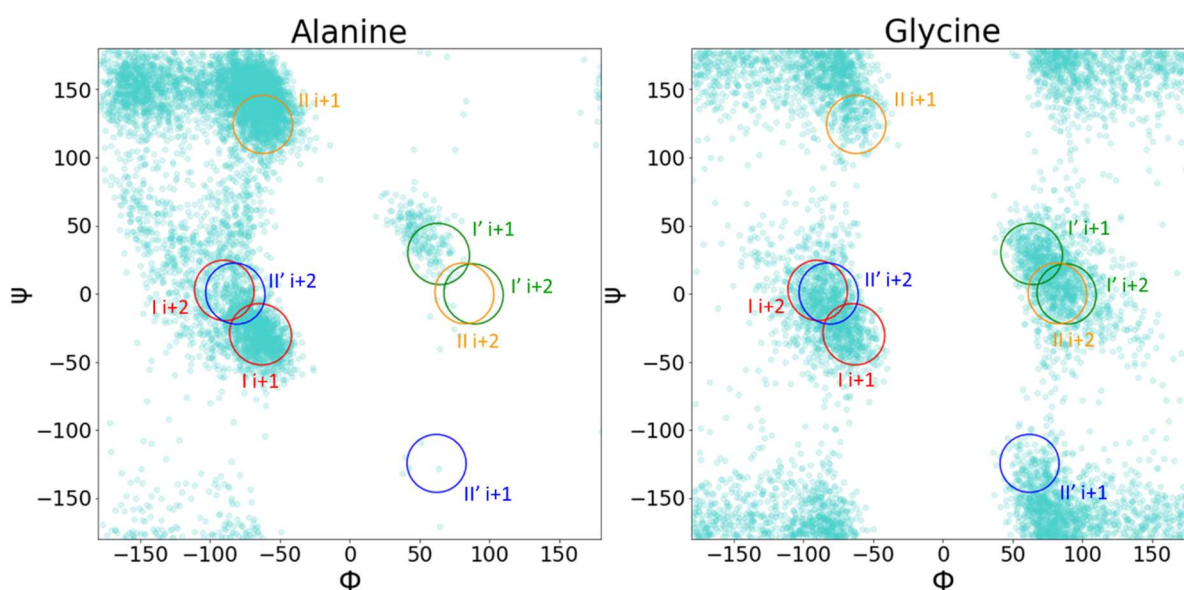 Alanine
150
100
50
0
−50
−100
−150
Ψ
II i+1
I' i+1
II' i+2
I i+2
I' i+2
II i+2
I i+1
II' i+1
−150
−100
−50
0
50
100
150
Φ
Glycine
150
100
50
0
−50
−100
−150
Ψ
II i+1
I' i+1
II' i+2
I i+2
I' i+2
II i+2
I i+1
II' i+1
−150
−100
−50
0
50
100
150
Φ